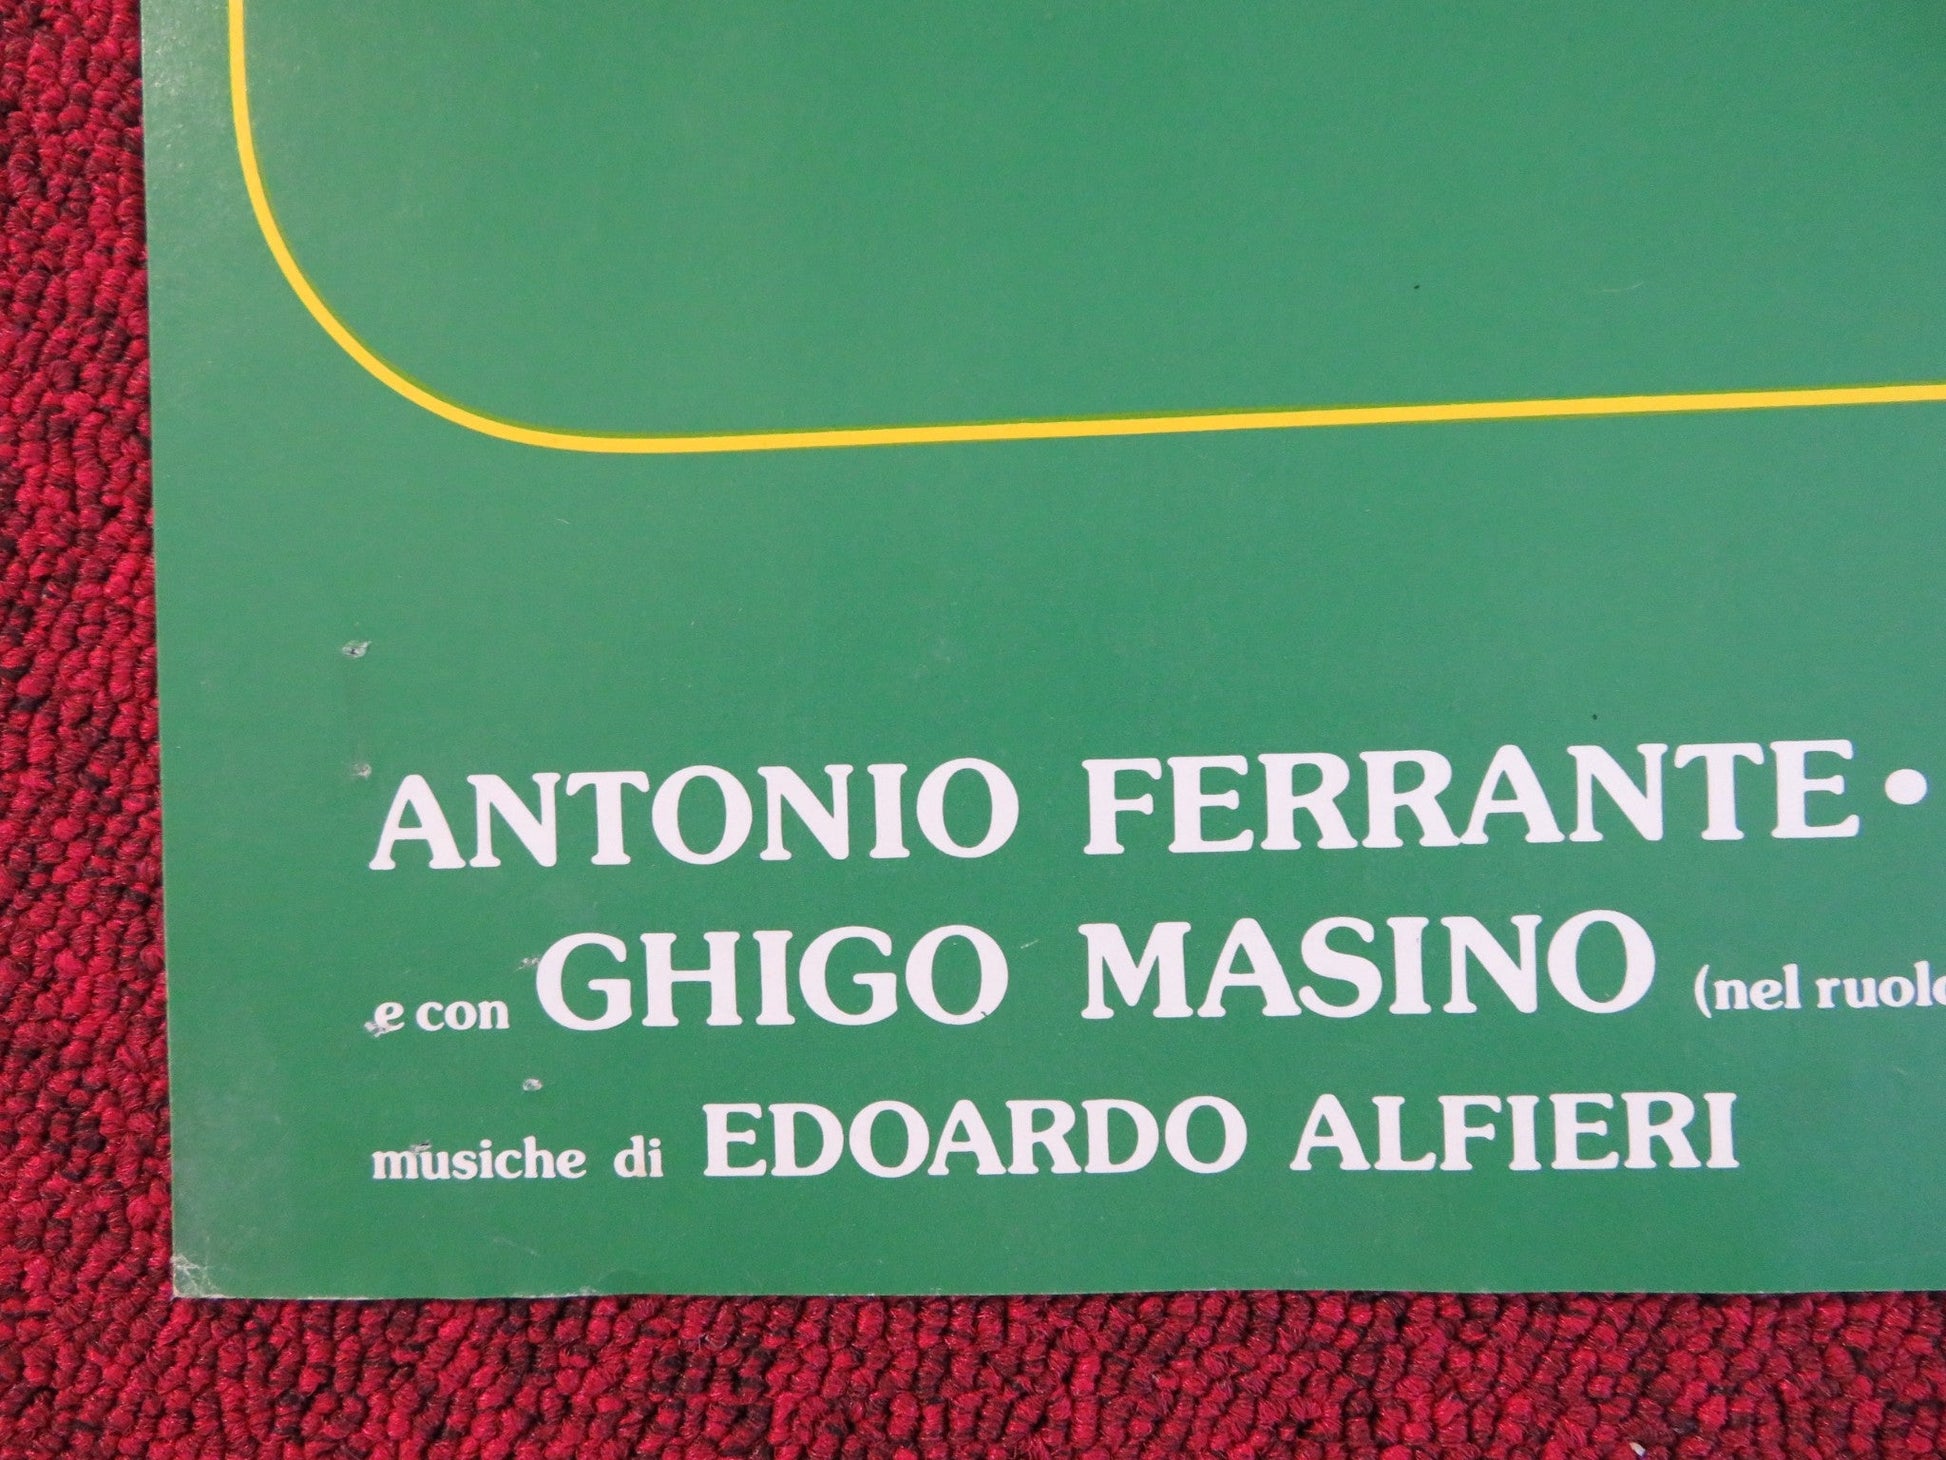 ANTONIO FERRANTE •
e con GHIGO MASINO (nel ruolo
musiche di EDOARDO ALFIERI